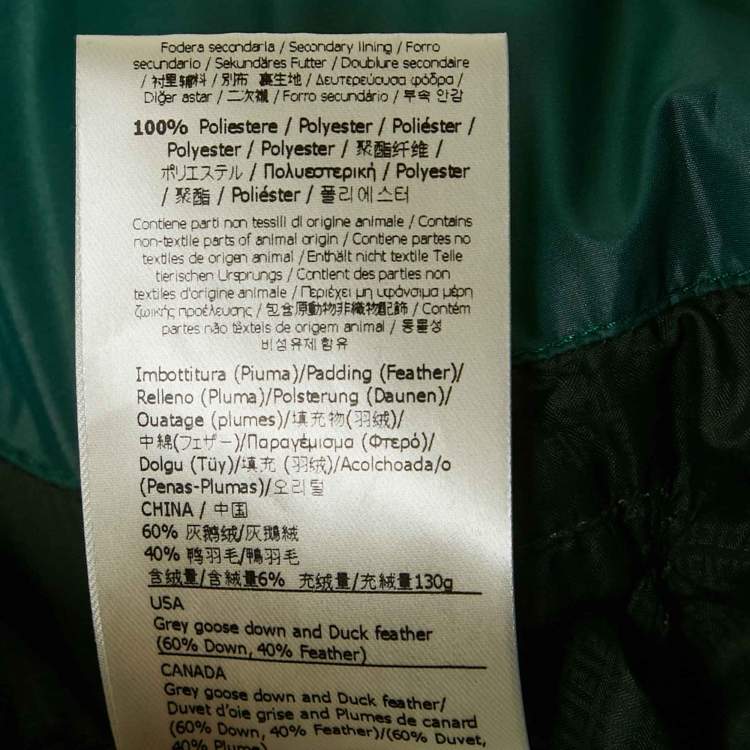 Fodera secondaria / Secondary lining / Forro
secundario / Sekundäres Futter / Doublure secondaire
/ 衬里辅料 / 別布 裏生地 / Δευτερεύουσα φόδρα /
Diğer astar / 二次襯 / Forro secundário / 부속 안감
100% Poliestere / Polyester / Poliéster /
Polyester / Polyester / 聚酯纤维 /
ポリエステル / Πολυεστερική / Polyester
/ 聚酯 / Poliéster / 폴리에스터
Contiene parti non tessili di origine animale / Contains
non-textile parts of animal origin / Contiene partes no
textiles de origen animal / Enthält nicht textile Teile
tierischen Ursprungs / Contient des parties non
textiles d'origine animale / Περιέχει μη υφάνσιμα μέρη
ζωικής προέλευσης / 包含原動物非織物配飾 / Contém
partes não têxteis de origem animal / 동물성
비섬유제 함유
Imbottitura (Piuma)/Padding (Feather)/
Relleno (Pluma)/Polsterung (Daunen)/
Ouatage (plumes)/填充物(羽绒)/
中綿(フェザー)/Παραγέμισμα (Φτερό)/
Dolgu (Tüy)/填充 (羽绒)/Acolchoada/o
(Penas-Plumas)/오리털
CHINA / 中国
60% 灰鹅绒/灰鵝絨
40% 鸭羽毛/鴨羽毛
含绒量/含絨量6% 充绒量/充絨量130g
USA
Grey goose down and Duck feather
(60% Down, 40% Feather)
CANADA
Grey goose down and Duck feather/
Duvet d'oie grise and Plumes de canard
(60% Down, 40% Feather)/(60% Duvet,
40% Plume)